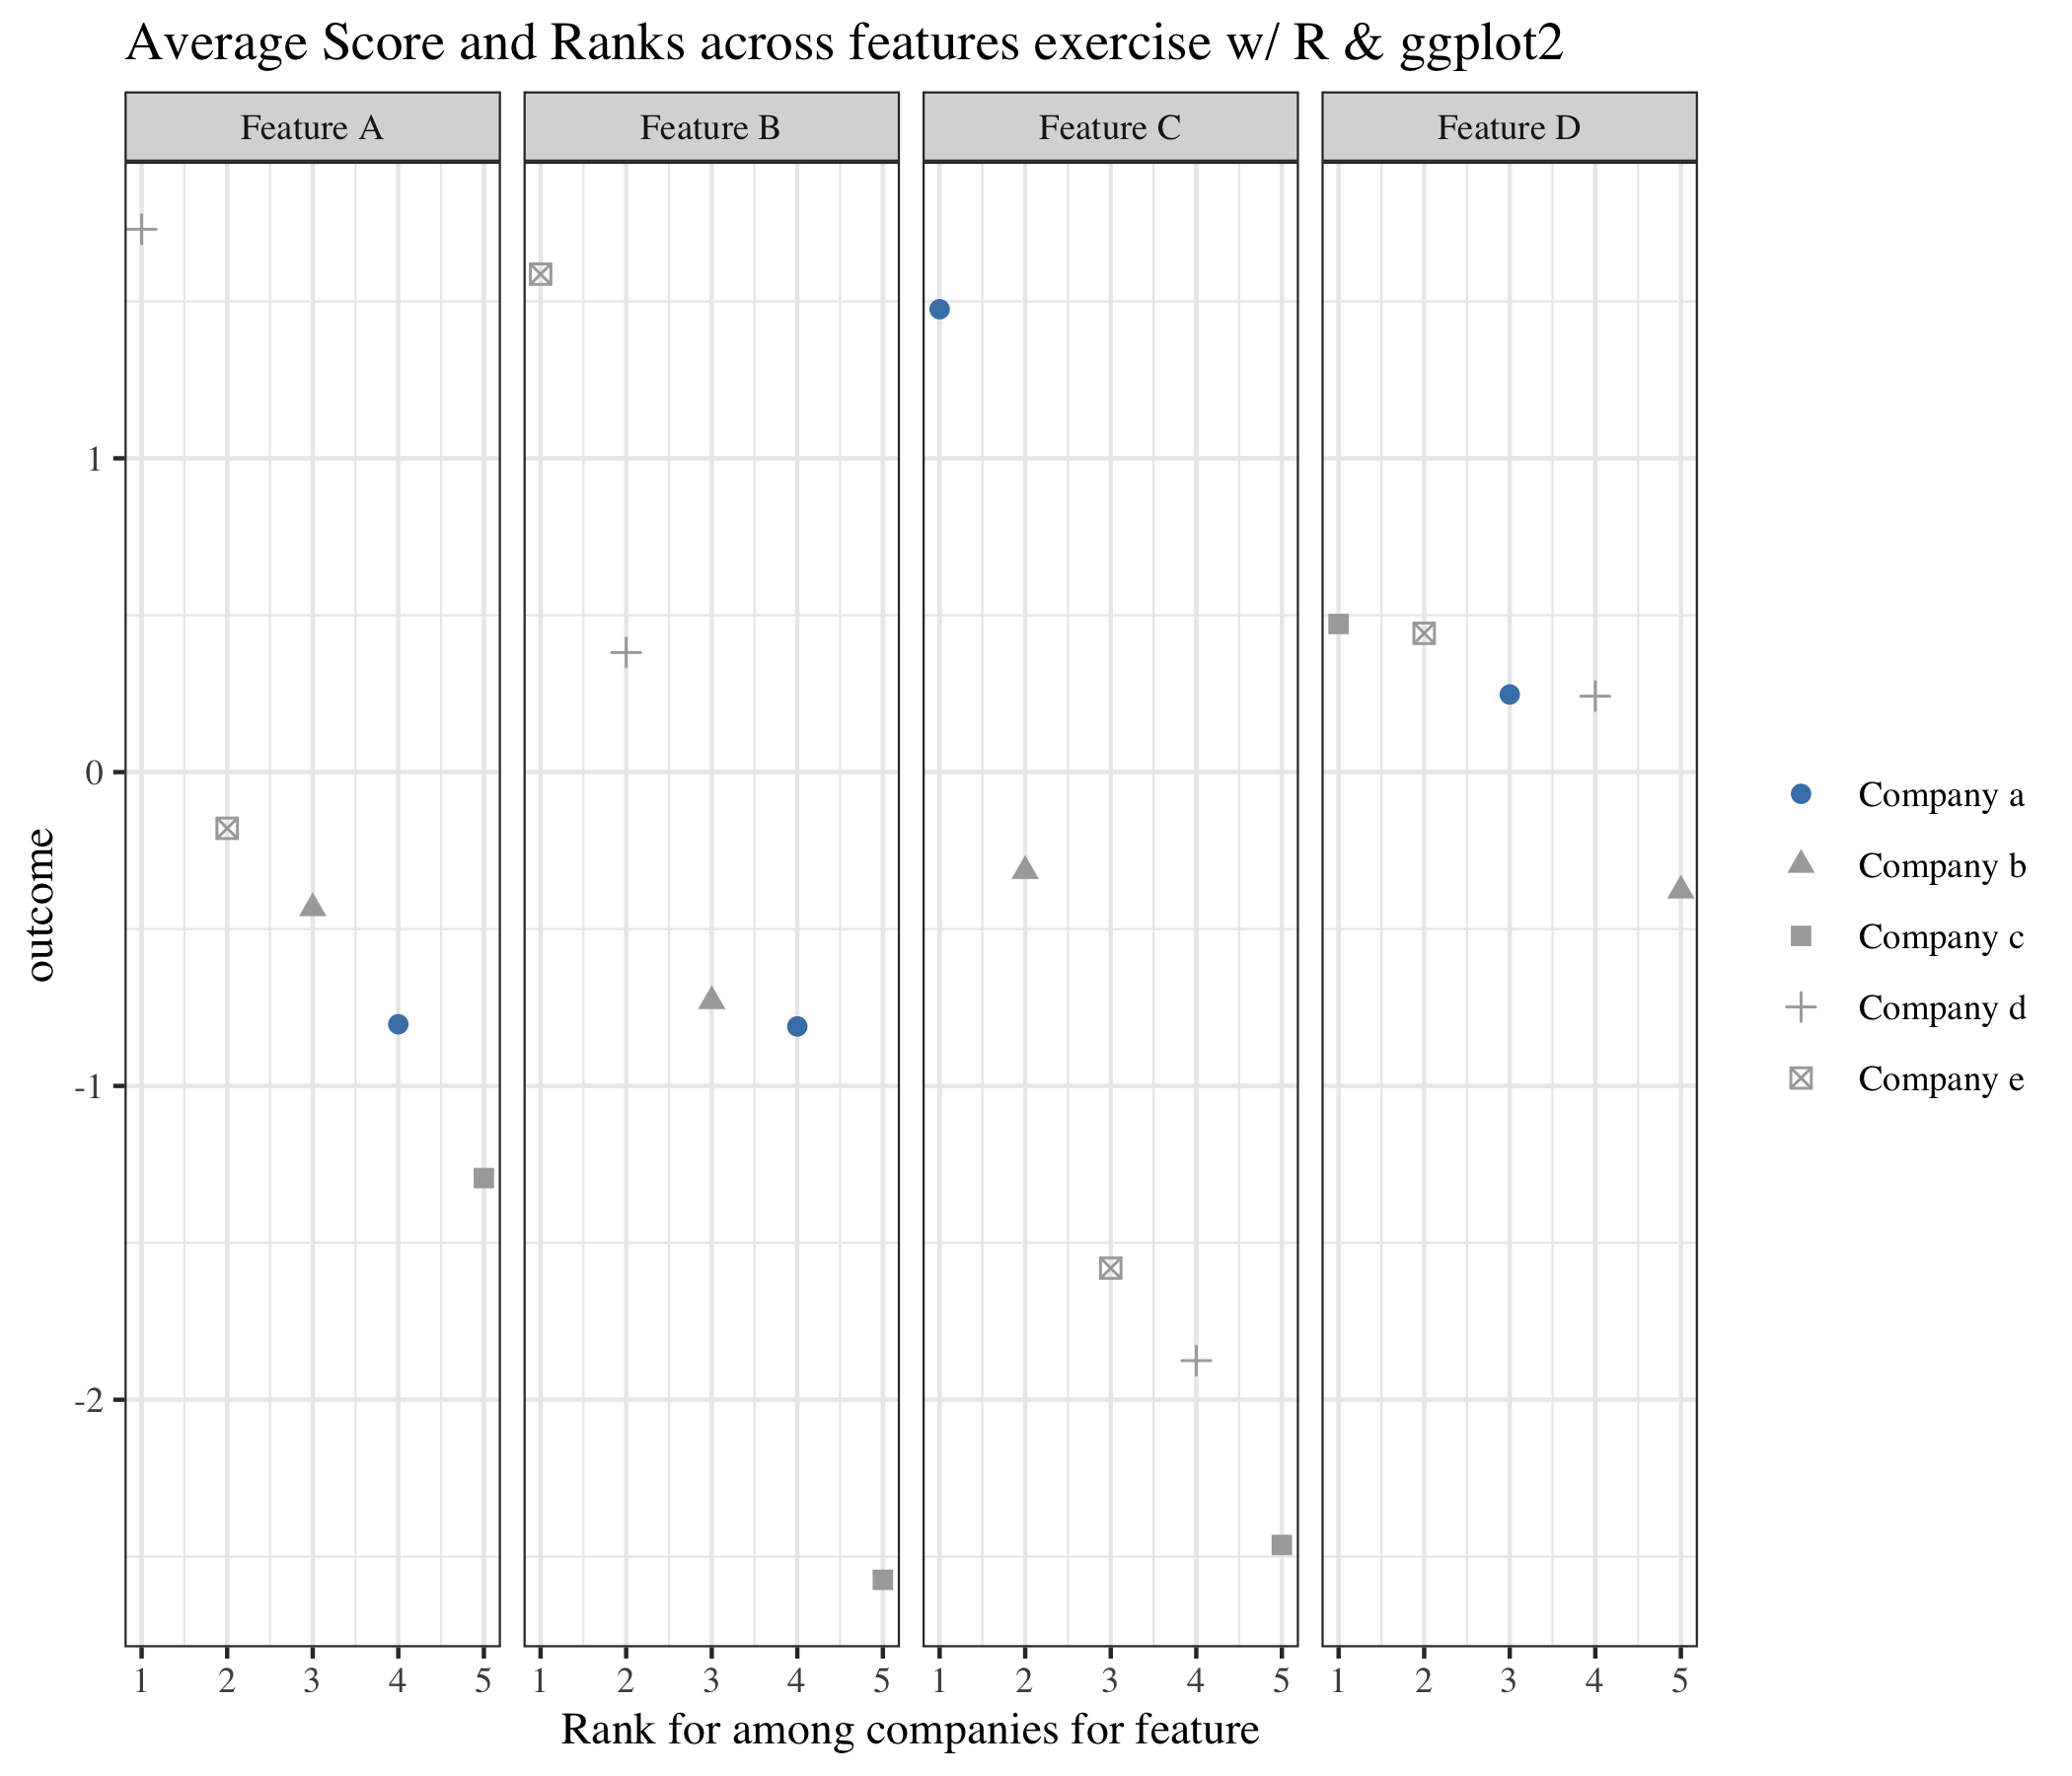 Average Score and Ranks across features exercise w/ R & ggplot2
Feature A
Feature B
Feature C
Feature D
1
0
-1
-2
outcome
1 2 3 4 5
1 2 3 4 5
1 2 3 4 5
1 2 3 4 5
Rank for among companies for feature
Company a
Company b
Company c
Company d
Company e